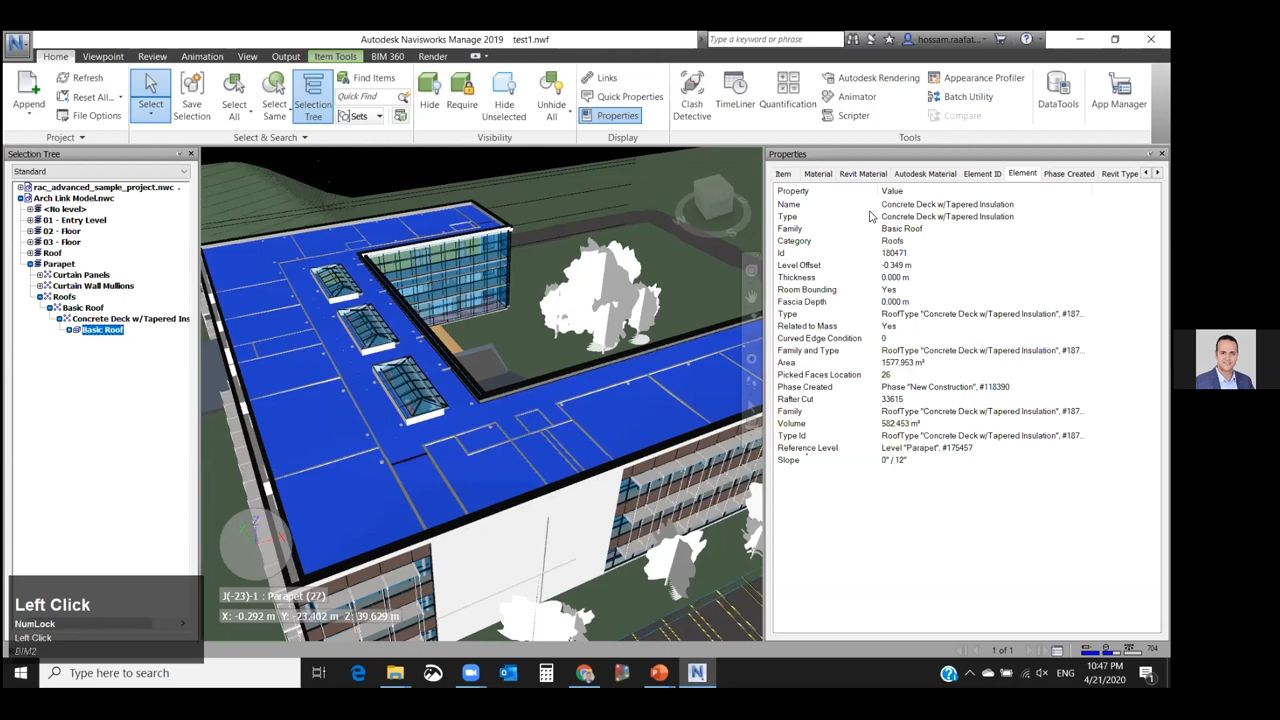 Autodesk Navisworks Manage 2019 test1.nwf
Type a keyword or phrase
hossam.raafat...
Home Viewpoint Review Animation View Output Item Tools BIM 360 Render
Append
Refresh
Reset All...
File Options
Project
Select
Save Selection
Select All
Select Same
Selection Tree
Find Items
Quick Find
Sets
Select & Search
Hide
Require
Hide Unselected
Unhide All
Visibility
Links
Quick Properties
Properties
Display
Clash Detective
TimeLiner
Quantification
Autodesk Rendering
Animator
Scripter
Appearance Profiler
Batch Utility
Compare
DataTools
App Manager
Tools
Selection Tree
Standard
rac_advanced_sample_project.nwc
Arch Link Model.nwc
<No level>
01 - Entry Level
02 - Floor
03 - Floor
Roof
Parapet
Curtain Panels
Curtain Wall Mullions
Roofs
Basic Roof
Concrete Deck w/Tapered Ins
Basic Roof
J(-23)-1 : Parapet (27)
X: -0.292 m Y: -23.402 m Z: 39.629 m
Properties
Item Material Revit Material Autodesk Material Element ID Element Phase Created Revit Type
Property Value
Name Concrete Deck w/Tapered Insulation
Type Concrete Deck w/Tapered Insulation
Family Basic Roof
Category Roofs
Id 180471
Level Offset -0.349 m
Thickness 0.000 m
Room Bounding Yes
Fascia Depth 0.000 m
Type RoofType "Concrete Deck w/Tapered Insulation", #187...
Related to Mass Yes
Curved Edge Condition 0
Family and Type RoofType "Concrete Deck w/Tapered Insulation", #187...
Area 1577.953 m²
Picked Faces Location 26
Phase Created Phase "New Construction", #118390
Rafter Cut 33615
Family RoofType "Concrete Deck w/Tapered Insulation", #187...
Volume 582.453 m³
Type Id RoofType "Concrete Deck w/Tapered Insulation", #187...
Reference Level Level "Parapet", #175457
Slope 0" / 12"
Left Click
NumLock
Left Click
BIM2
1 of 1
704
Type here to search
ENG
10:47 PM
4/21/2020